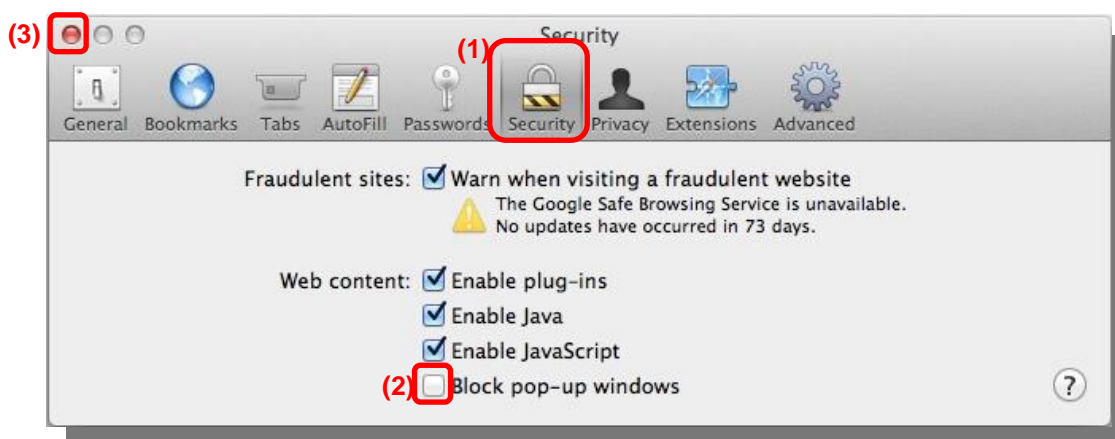 (3)
Security
(1)
General Bookmarks Tabs AutoFill Passwords Security Privacy Extensions Advanced
Fraudulent sites: Warn when visiting a fraudulent website
The Google Safe Browsing Service is unavailable.
No updates have occurred in 73 days.
Web content: Enable plug-ins
Enable Java
Enable JavaScript
(2) Block pop-up windows ?